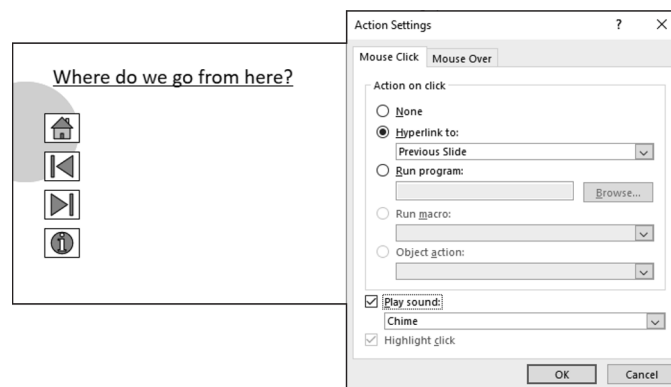 Action Settings
?
Mouse Click
Mouse Over
Where do we go from here?
Action on click
None
Hyperlink to:
Previous Slide
Run program:
Browse...
Run macro:
Object action:
Play sound:
Chime
Highlight click
OK
Cancel